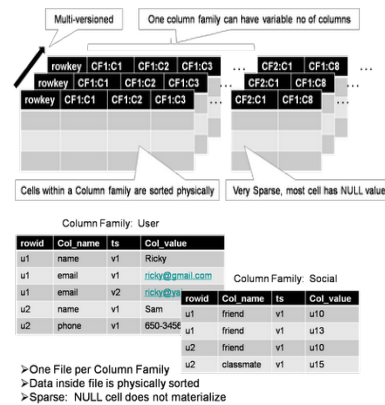 Multi-versioned
One column family can have variable no of columns
rowkey CF1:C1 CF1:C2 CF1:C3 ... CF2:C1 CF1:C8 ...
rowkey CF1:C1 CF1:C2 CF1:C3 ... CF2:C1 CF1:C8 ...
rowkey CF1:C1 CF1:C2 CF1:C3 ... CF2:C1 CF1:C8 ...
Cells within a Column family are sorted physically
Very Sparse, most cell has NULL value
Column Family: User
rowid Col_name ts Col_value
u1 name v1 Ricky
u1 email v1 ricky@gmail.com
u1 email v2 ricky@ya
u2 name v1 Sam
u2 phone v1 650-3456
Column Family: Social
rowid Col_name ts Col_value
u1 friend v1 u10
u1 friend v1 u13
u2 friend v1 u10
u2 classmate v1 u15
➢One File per Column Family
➢Data inside file is physically sorted
➢Sparse: NULL cell does not materialize